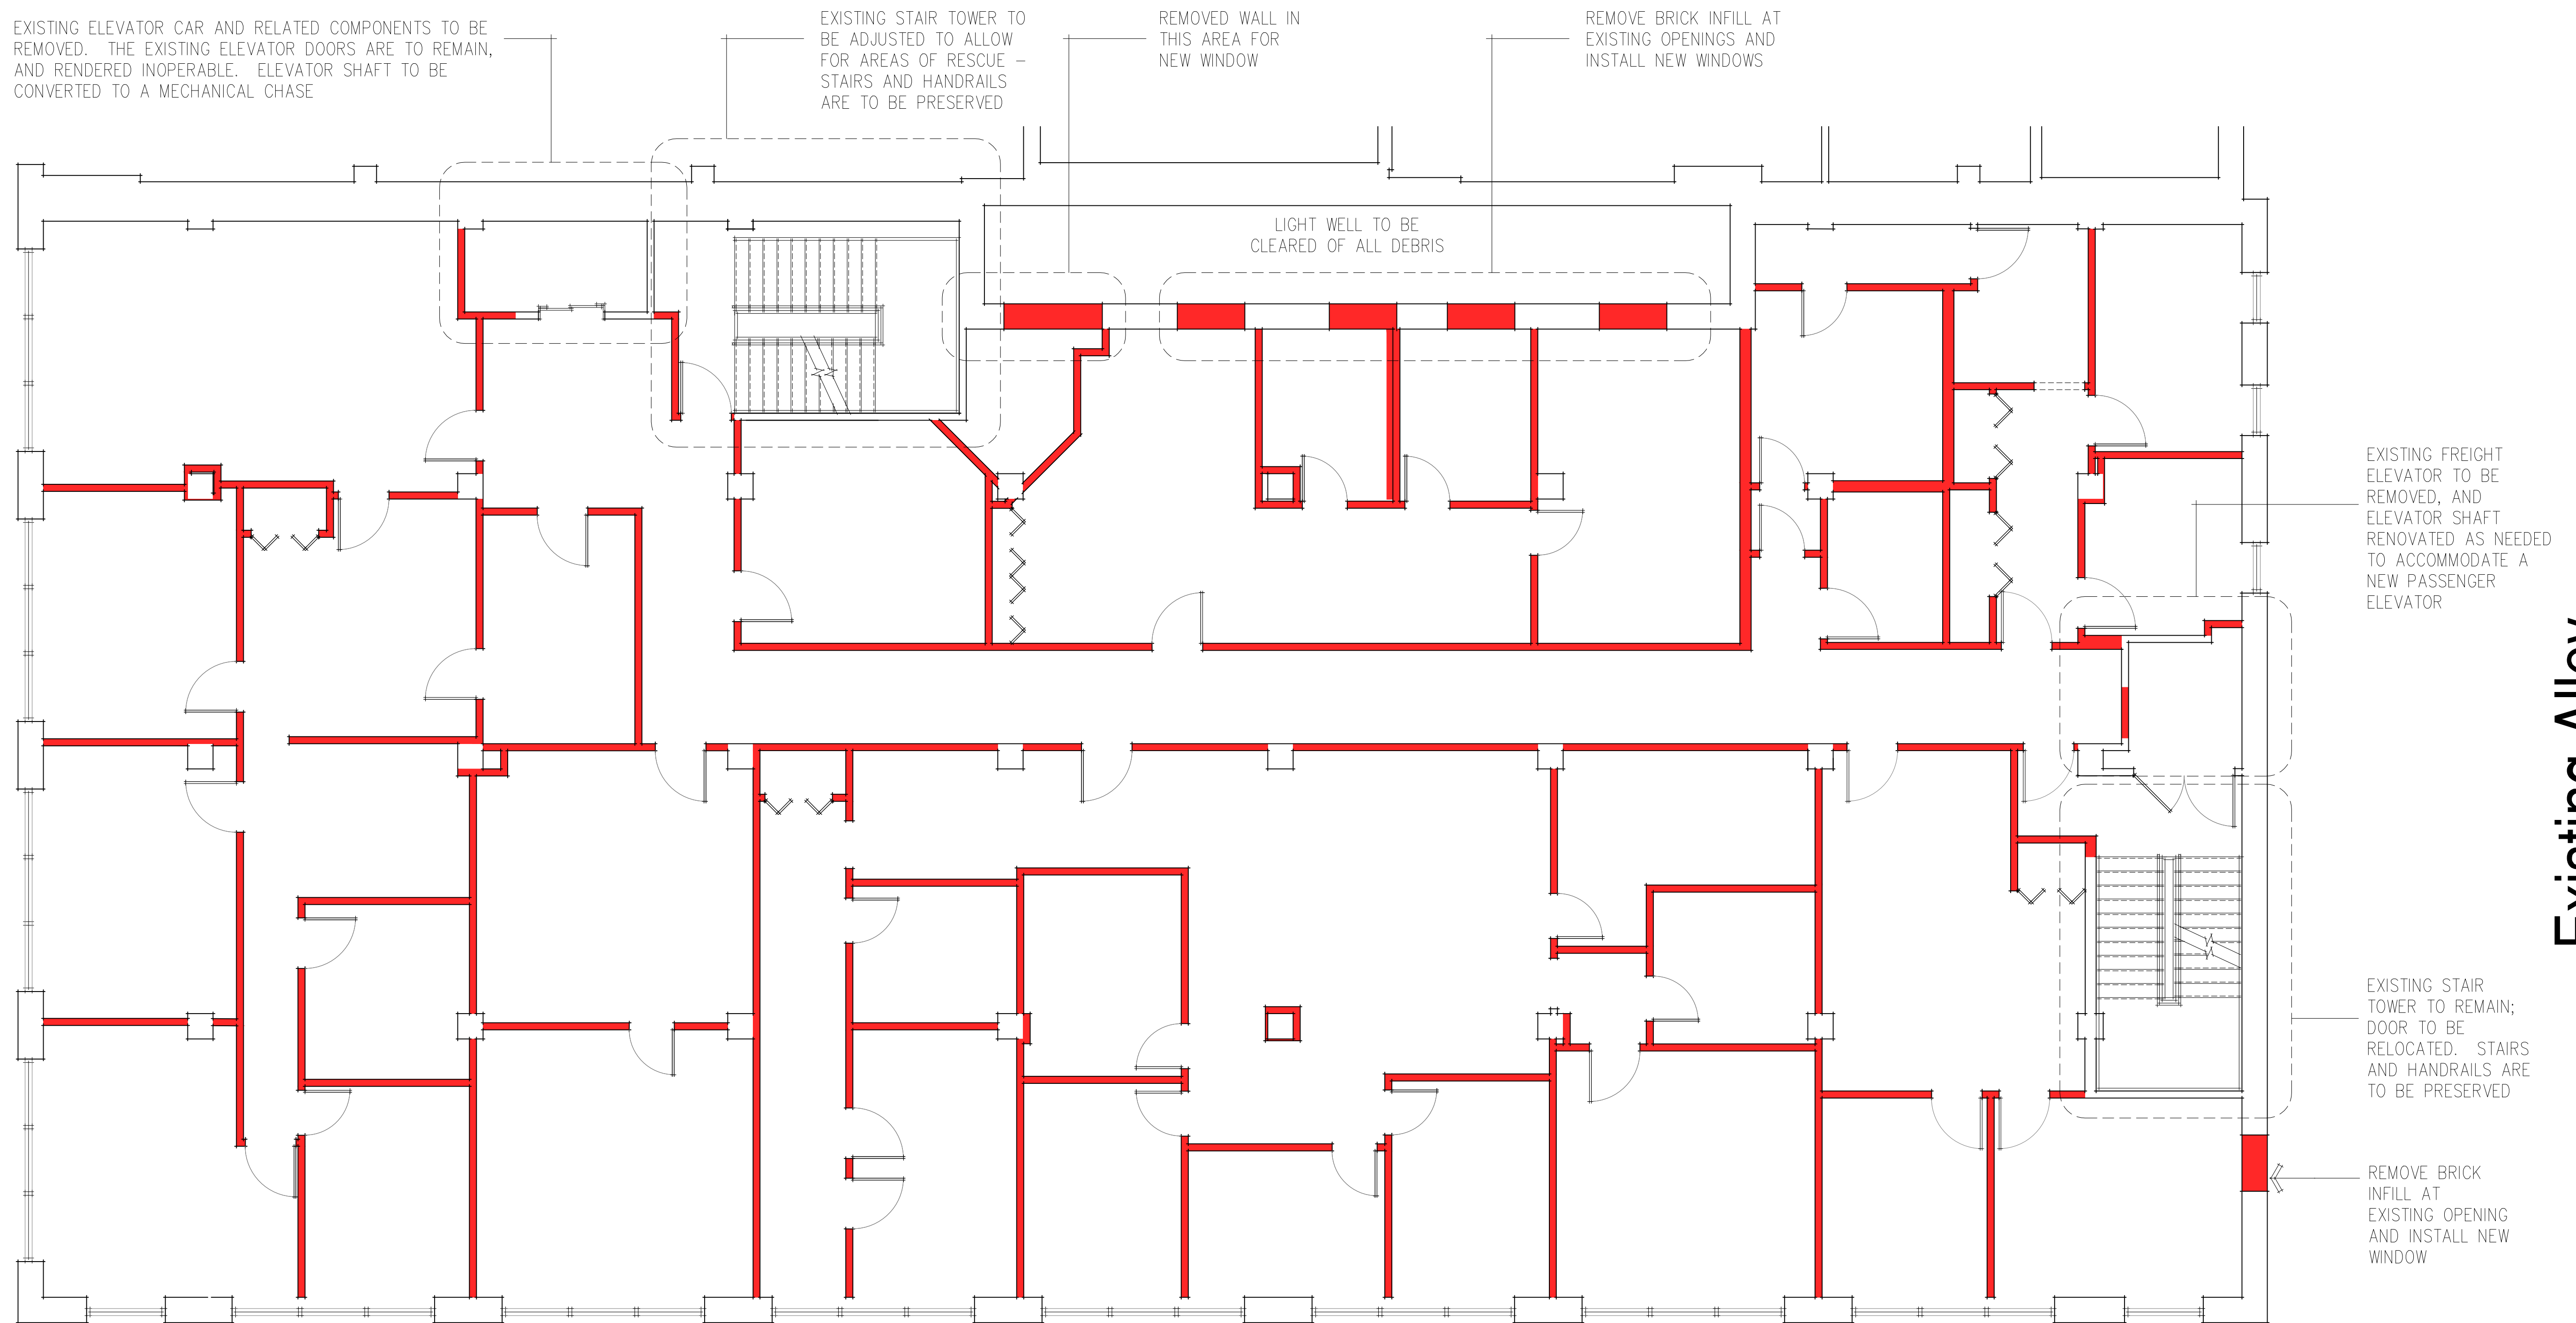 EXISTING ELEVATOR CAR AND RELATED COMPONENTS TO BE
REMOVED. THE EXISTING ELEVATOR DOORS ARE TO REMAIN,
AND RENDERED INOPERABLE. ELEVATOR SHAFT TO BE
CONVERTED TO A MECHANICAL CHASE
EXISTING STAIR TOWER TO
BE ADJUSTED TO ALLOW
FOR AREAS OF RESCUE –
STAIRS AND HANDRAILS
ARE TO BE PRESERVED
REMOVED WALL IN
THIS AREA FOR
NEW WINDOW
REMOVE BRICK INFILL AT
EXISTING OPENINGS AND
INSTALL NEW WINDOWS
LIGHT WELL TO BE
CLEARED OF ALL DEBRIS
EXISTING FREIGHT
ELEVATOR TO BE
REMOVED, AND
ELEVATOR SHAFT
RENOVATED AS NEEDED
TO ACCOMMODATE A
NEW PASSENGER
ELEVATOR
Existing Alley
EXISTING STAIR
TOWER TO REMAIN;
DOOR TO BE
RELOCATED. STAIRS
AND HANDRAILS ARE
TO BE PRESERVED
REMOVE BRICK
INFILL AT
EXISTING OPENING
AND INSTALL NEW
WINDOW